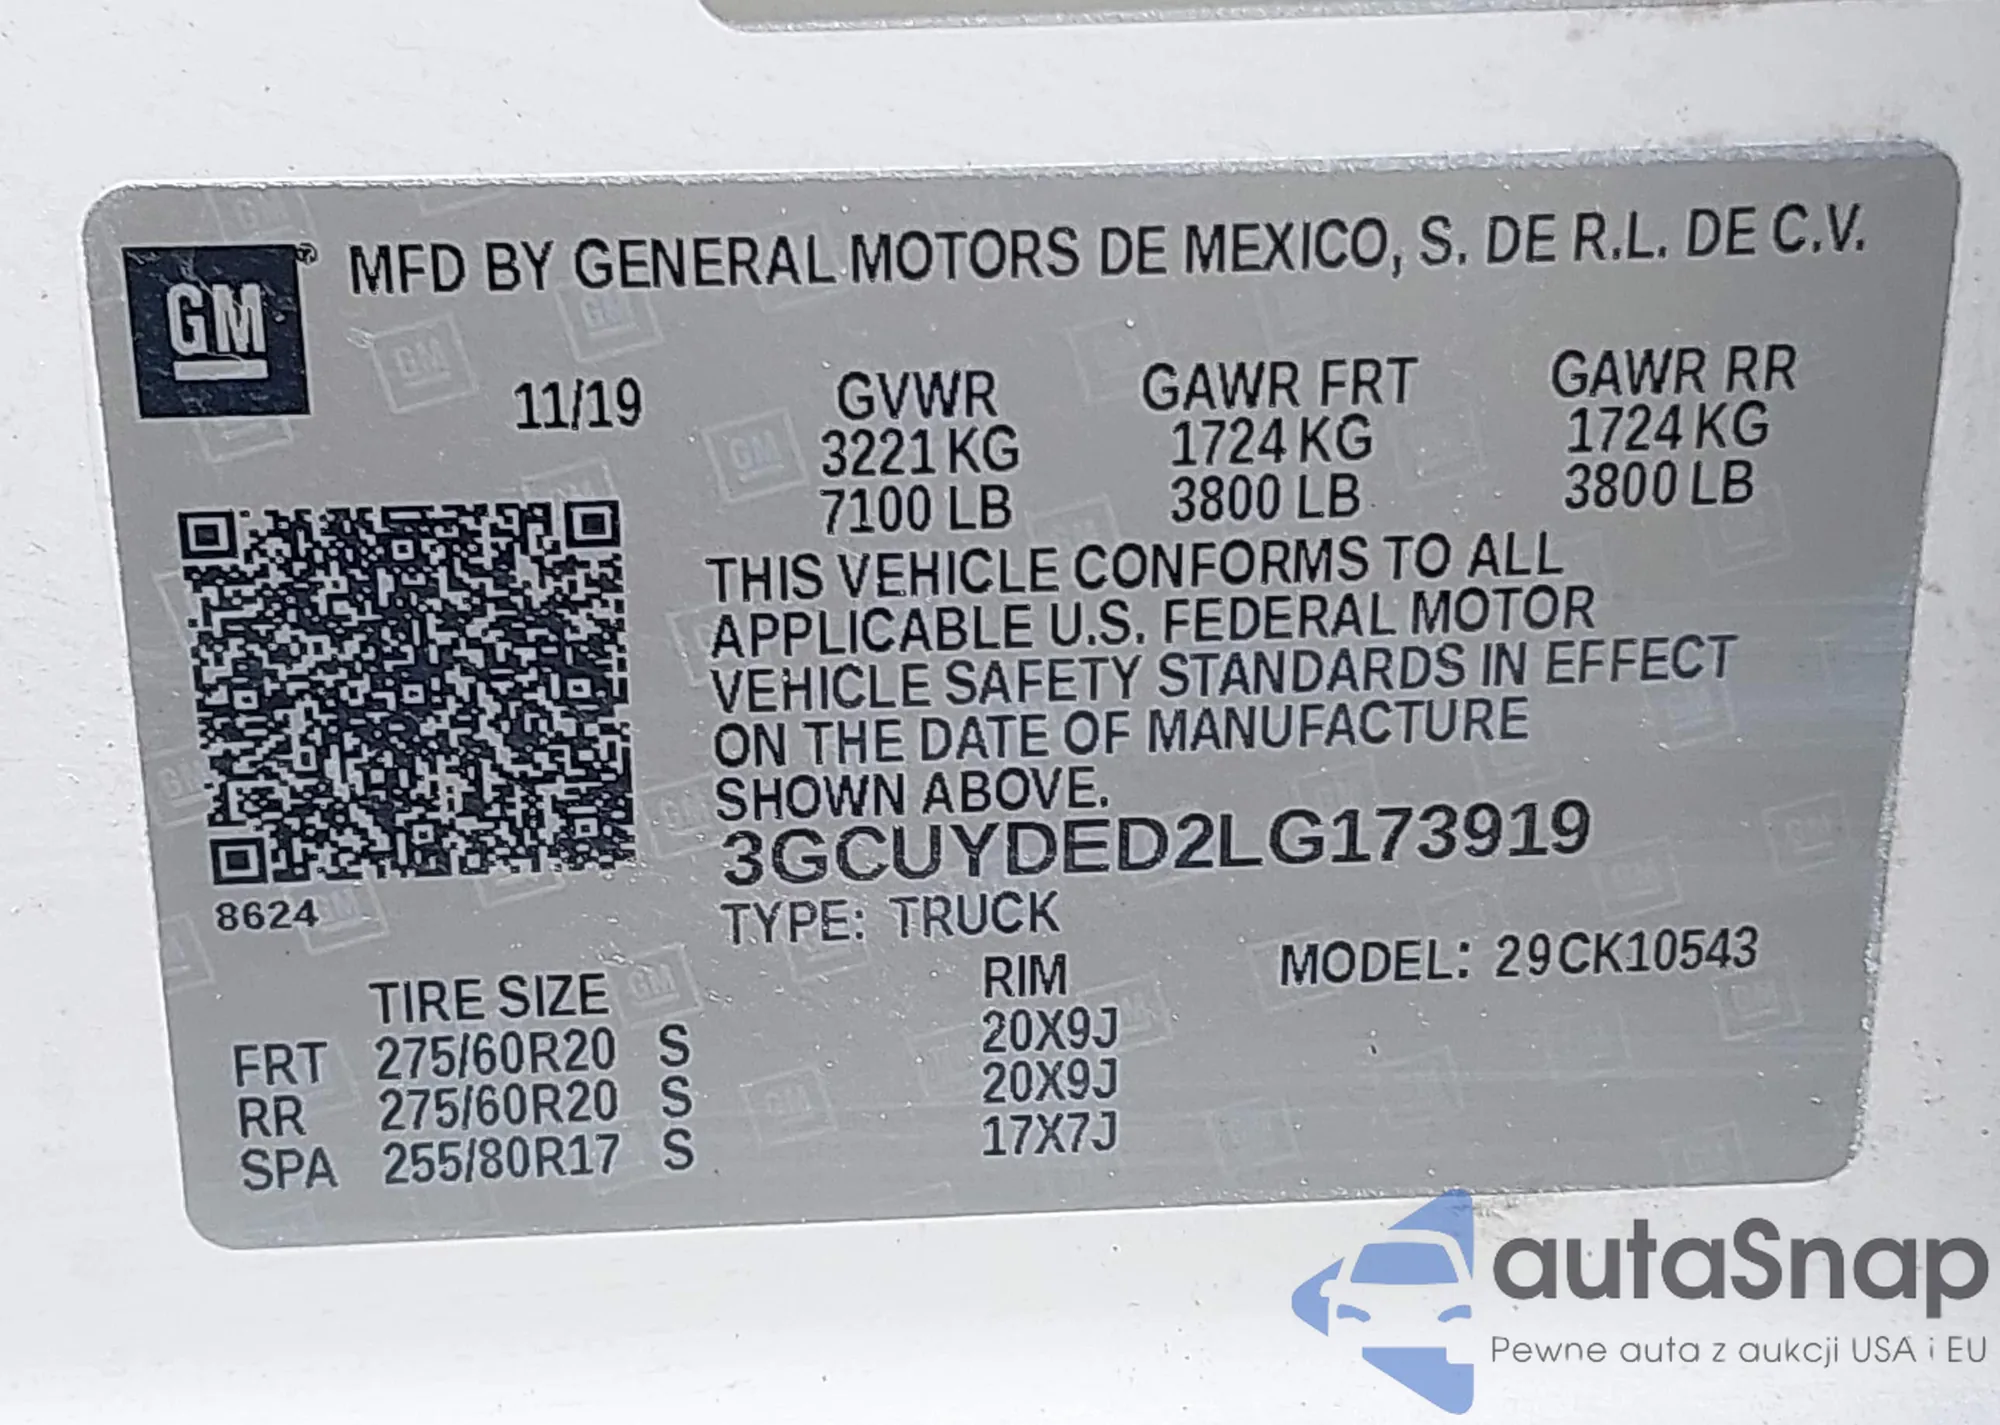 GM ® MFD BY GENERAL MOTORS DE MEXICO, S. DE R.L. DE C.V.
11/19 GVWR GAWR FRT GAWR RR
3221 KG 1724 KG 1724 KG
7100 LB 3800 LB 3800 LB
THIS VEHICLE CONFORMS TO ALL
APPLICABLE U.S. FEDERAL MOTOR
VEHICLE SAFETY STANDARDS IN EFFECT
ON THE DATE OF MANUFACTURE
SHOWN ABOVE.
3GCUYDED2LG173919
8624
TYPE: TRUCK
MODEL: 29CK10543
TIRE SIZE RIM
FRT 275/60R20 S 20X9J
RR 275/60R20 S 20X9J
SPA 255/80R17 S 17X7J
autaSnap
Pewne auta z aukcji USA i EU